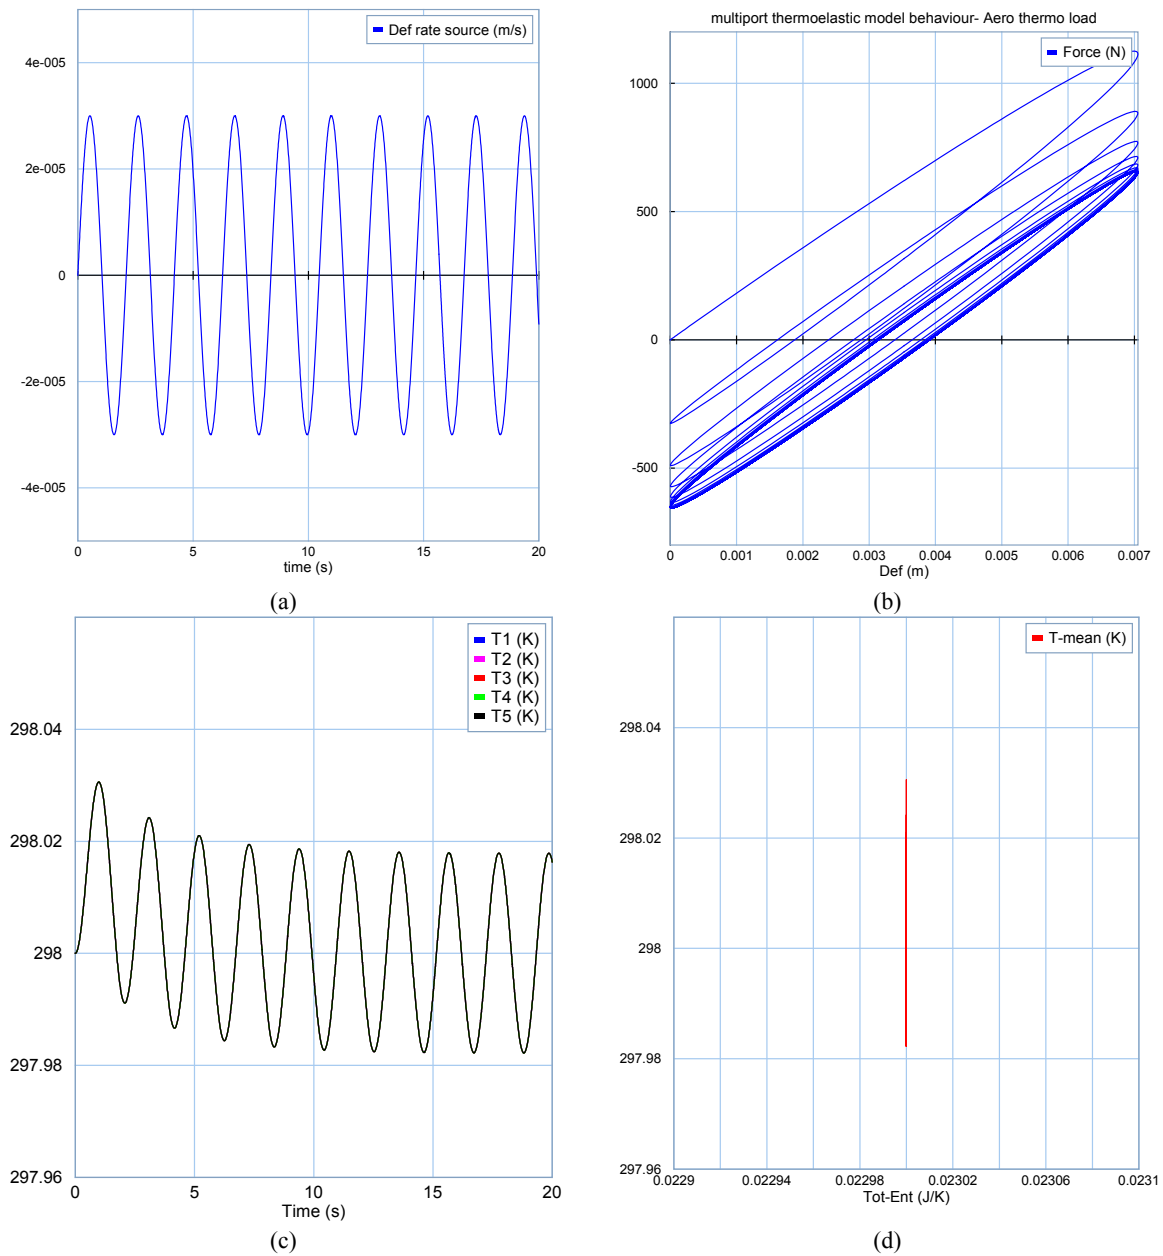 Def rate source (m/s)
4e-005
2e-005
0
-2e-005
-4e-005
0 5 10 15 20
time (s)
(a)
multiport thermoelastic model behaviour- Aero thermo load
Force (N)
1000
500
0
-500
0 0.001 0.002 0.003 0.004 0.005 0.006 0.007
Def (m)
(b)
T1 (K)
T2 (K)
T3 (K)
T4 (K)
T5 (K)
298.04
298.02
298
297.98
297.96
0 5 10 15 20
Time (s)
(c)
T-mean (K)
298.04
298.02
298
297.98
297.96
0.0229 0.02294 0.02298 0.02302 0.02306 0.0231
Tot-Ent (J/K)
(d)